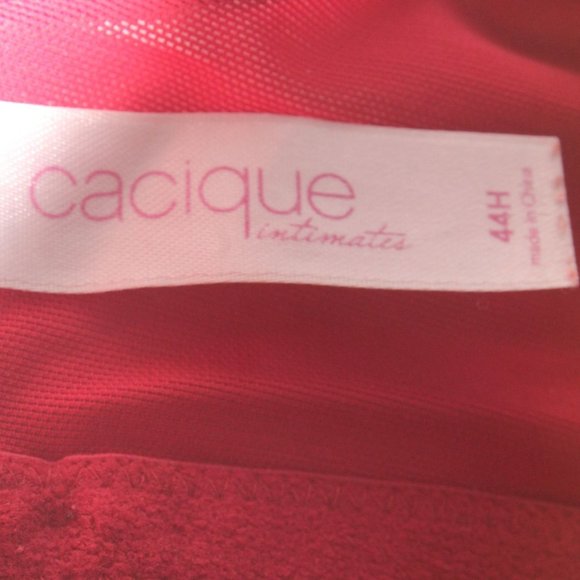 cacique
intimates
44H
made in China